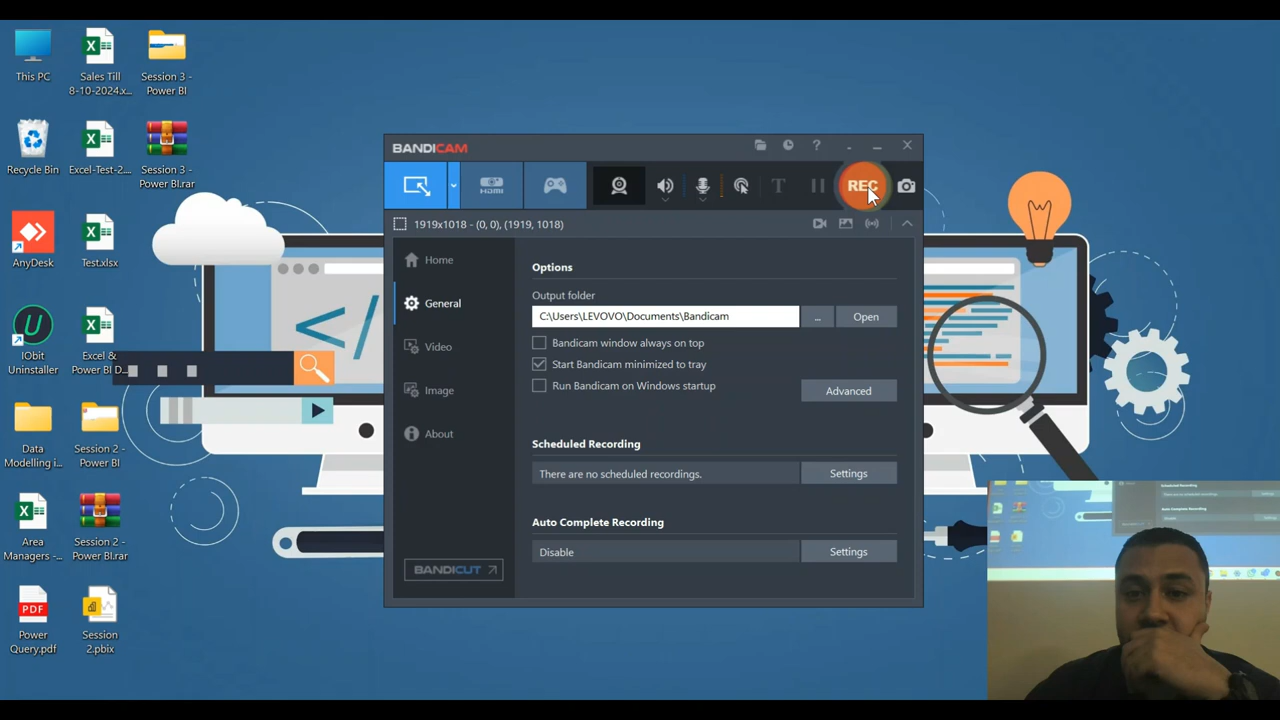 This PC
Sales Till
8-10-2024.x...
Session 3 -
Power BI
Recycle Bin
Excel-Test-2....
Session 3 -
Power BI.rar
AnyDesk
Test.xlsx
IObit
Uninstaller
Excel &
Power BI D...
Data
Modelling i...
Session 2 -
Power BI
Area
Managers -...
Session 2 -
Power BI.rar
PDF
Power
Query.pdf
Session
2.pbix
BANDICAM
HDMI
REC
1919x1018 - (0, 0), (1919, 1018)
Home
General
Video
Image
About
BANDICUT
Options
Output folder
C:\Users\LEVOVO\Documents\Bandicam
...
Open
Bandicam window always on top
Start Bandicam minimized to tray
Run Bandicam on Windows startup
Advanced
Scheduled Recording
There are no scheduled recordings.
Settings
Auto Complete Recording
Disable
Settings